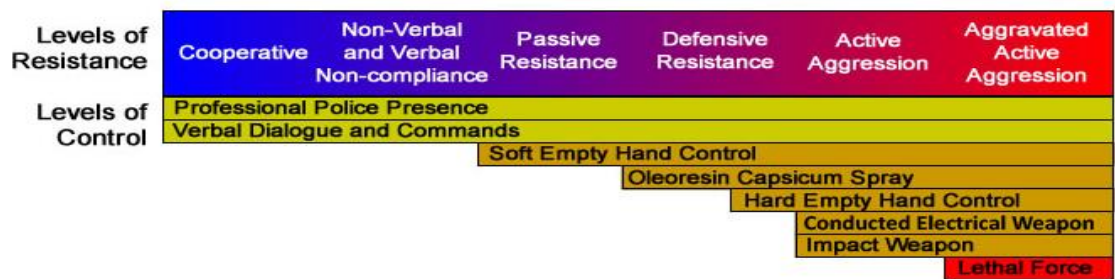 Levels of
Resistance
Cooperative
Non-Verbal
and Verbal
Non-compliance
Passive
Resistance
Defensive
Resistance
Active
Aggression
Aggravated
Active
Aggression
Levels of
Control
Professional Police Presence
Verbal Dialogue and Commands
Soft Empty Hand Control
Oleoresin Capsicum Spray
Hard Empty Hand Control
Conducted Electrical Weapon
Impact Weapon
Lethal Force